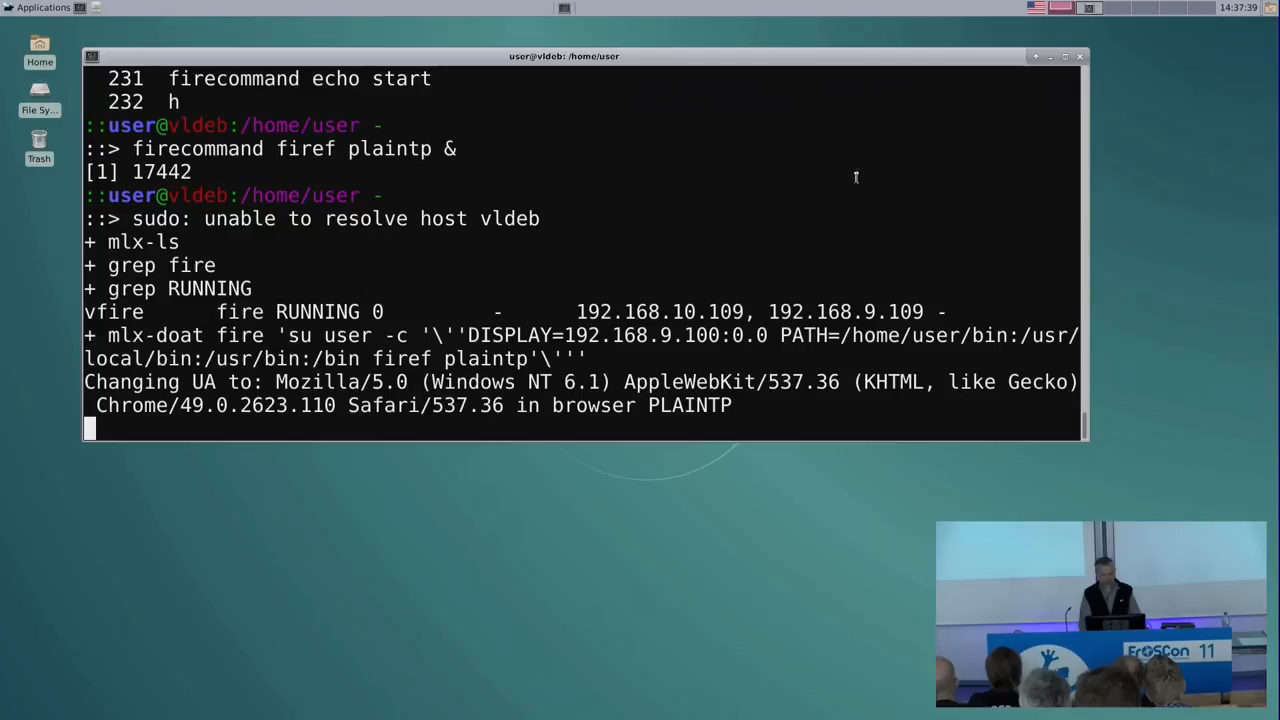 Applications
14:37:39
Home
File Sy...
Trash
user@vldeb: /home/user
231  firecommand echo start
232  h
::user@vldeb:/home/user -
::> firecommand firef plaintp &
[1] 17442
::user@vldeb:/home/user -
::> sudo: unable to resolve host vldeb
+ mlx-ls
+ grep fire
+ grep RUNNING
vfire      fire RUNNING 0                -      192.168.10.109, 192.168.9.109 -
+ mlx-doat fire 'su user -c '\''DISPLAY=192.168.9.100:0.0 PATH=/home/user/bin:/usr/
local/bin:/usr/bin:/bin firef plaintp'\'''
Changing UA to: Mozilla/5.0 (Windows NT 6.1) AppleWebKit/537.36 (KHTML, like Gecko)
Chrome/49.0.2623.110 Safari/537.36 in browser PLAINTP
FrOSCon 11